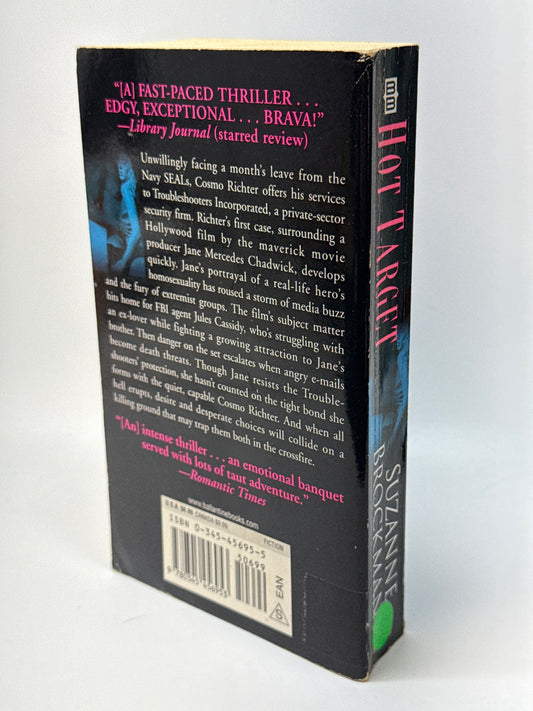 “[A] FAST-PACED THRILLER . . .
EDGY, EXCEPTIONAL . . . BRAVA!”
—Library Journal (starred review)
Unwillingly facing a month’s leave from the
Navy SEALs, Cosmo Richter offers his services
to Troubleshooters Incorporated, a private-sector
security firm. Richter’s first case, surrounding a
Hollywood film by the maverick movie
producer Jane Mercedes Chadwick, develops
quickly. Jane’s portrayal of a real-life hero’s
homosexuality has roused a storm of media buzz
and the fury of extremist groups. The film’s subject matter
hits home for FBI agent Jules Cassidy, who’s struggling with
an ex-lover while fighting a growing attraction to Jane’s
brother. Then danger on the set escalates when angry e-mails
become death threats. Though Jane resists the Trouble-
shooters’ protection, she hasn’t counted on the tight bond she
forms with the quiet, capable Cosmo Richter. And when all
hell erupts, desire and desperate choices will collide on a
killing ground that may trap them both in the crossfire.
“[An] intense thriller . . . an emotional banquet
served with lots of taut adventure.”
—Romantic Times
www.ballantinebooks.com
FICTION
ISBN 0-345-45695-5
50699
EAN
S
HOT TARGET
SUZANNE